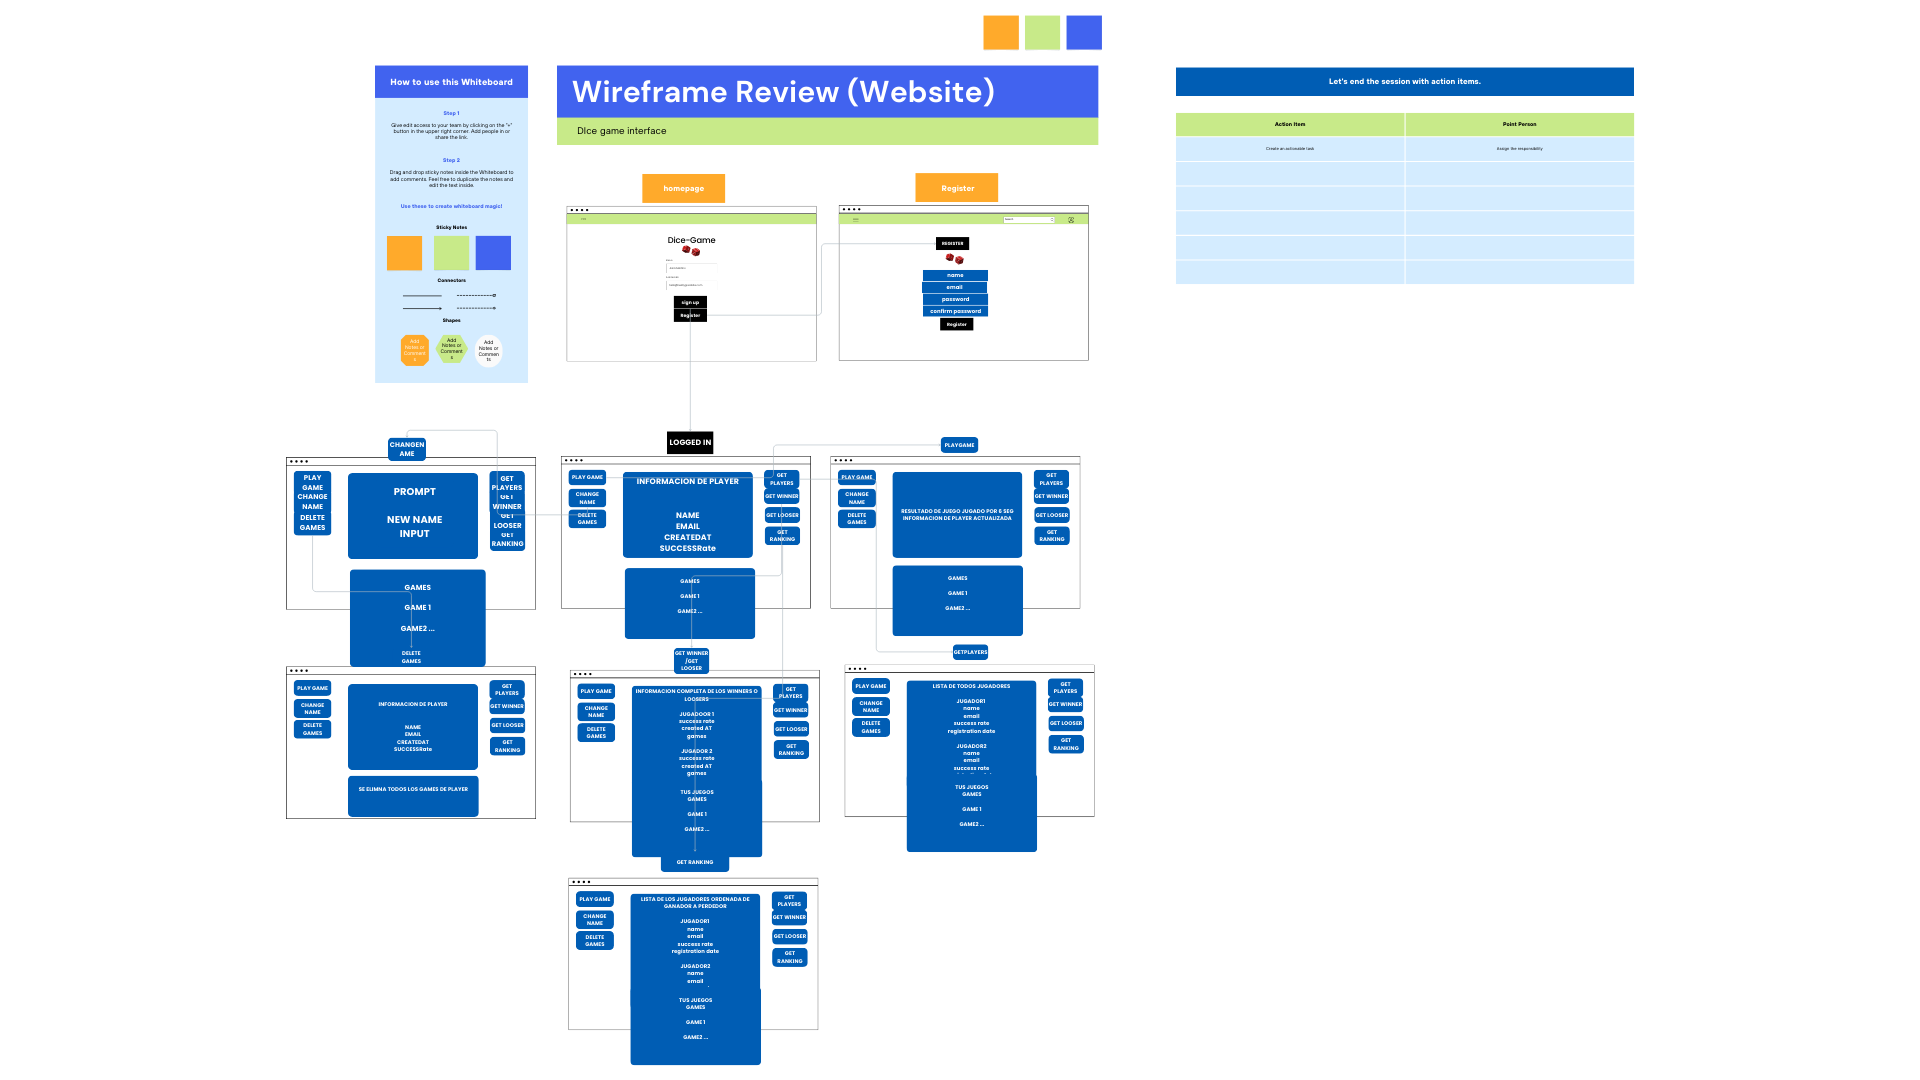 How to use this Whiteboard
Step 1
Give edit access to your team by clicking on the "+"
button in the upper right corner. Add people in or
share the link.
Step 2
Drag and drop sticky notes inside the Whiteboard to
add comments. Feel free to duplicate the notes and
edit the text inside.
Use these to create whiteboard magic!
Sticky Notes
Connectors
Shapes
Add
Notes or
Comment
s
Add
Notes or
Comment
s
Add
Notes or
Commen
ts
Wireframe Review (Website)
DIce game interface
Let's end the session with action items.
Action Item
Point Person
Create an actionable task
Assign the responsibility
homepage
Dice-Game
sign up
Register
Register
REGISTER
name
email
password
confirm password
Register
CHANGEN
AME
PLAY
GAME
CHANGE
NAME
DELETE
GAMES
PROMPT
NEW NAME
INPUT
GET
PLAYERS
GET
WINNER
GET
LOOSER
GET
RANKING
GAMES
GAME 1
GAME2 ...
DELETE
GAMES
LOGGED IN
PLAY GAME
CHANGE
NAME
DELETE
GAMES
INFORMACION DE PLAYER
NAME
EMAIL
CREATEDAT
SUCCESSRate
GET
PLAYERS
GET WINNER
GET LOOSER
GET
RANKING
GAMES
GAME 1
GAME2 ...
PLAYGAME
PLAY GAME
CHANGE
NAME
DELETE
GAMES
RESULTADO DE JUEGO JUGADO POR 5 SEG
INFORMACION DE PLAYER ACTUALIZADA
GET
PLAYERS
GET WINNER
GET LOOSER
GET
RANKING
GAMES
GAME 1
GAME2 ...
PLAY GAME
CHANGE
NAME
DELETE
GAMES
INFORMACION DE PLAYER
NAME
EMAIL
CREATEDAT
SUCCESSRate
GET
PLAYERS
GET WINNER
GET LOOSER
GET
RANKING
SE ELIMNA TODOS LOS GAMES DE PLAYER
GET WINNER
/GET
LOOSER
PLAY GAME
CHANGE
NAME
DELETE
GAMES
INFORMACION COMPLETA DE LOS WINNERS O
LOOSERS
JUGADOOR 1
success rate
created AT
games
JUGADOR 2
success rate
created AT
games
TUS JUEGOS
GAMES
GAME 1
GAME2 ...
GET
PLAYERS
GET WINNER
GET LOOSER
GET
RANKING
GETPLAYERS
PLAY GAME
CHANGE
NAME
DELETE
GAMES
LISTA DE TODOS JUGADORES
JUGADOR1
name
email
success rate
registration date
JUGADOR2
name
email
success rate
TUS JUEGOS
GAMES
GAME 1
GAME2 ...
GET
PLAYERS
GET WINNER
GET LOOSER
GET
RANKING
GET RANKING
PLAY GAME
CHANGE
NAME
DELETE
GAMES
LISTA DE LOS JUGADORES ORDENADA DE
GANADOR A PERDEDOR
JUGADOR1
name
email
success rate
registration date
JUGADOR2
name
email
TUS JUEGOS
GAMES
GAME 1
GAME2 ...
GET
PLAYERS
GET WINNER
GET LOOSER
GET
RANKING